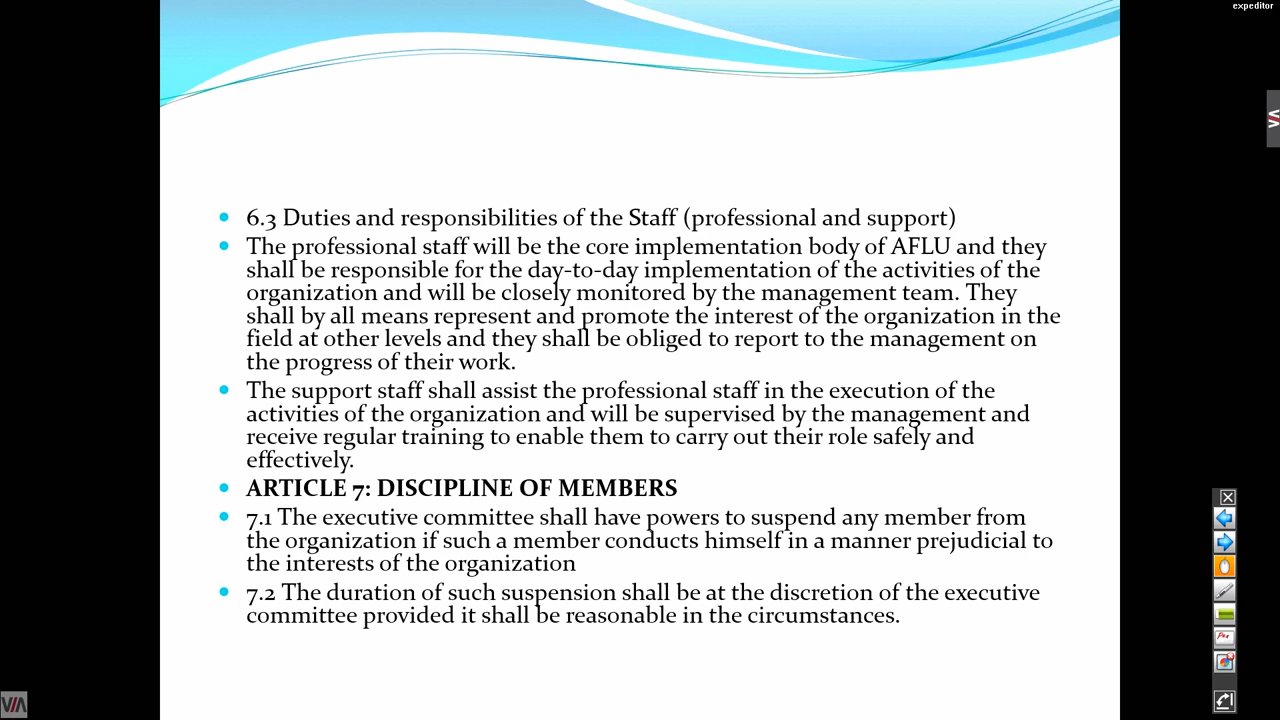 expeditor
6.3 Duties and responsibilities of the Staff (professional and support)
The professional staff will be the core implementation body of AFLU and they
shall be responsible for the day-to-day implementation of the activities of the
organization and will be closely monitored by the management team. They
shall by all means represent and promote the interest of the organization in the
field at other levels and they shall be obliged to report to the management on
the progress of their work.
The support staff shall assist the professional staff in the execution of the
activities of the organization and will be supervised by the management and
receive regular training to enable them to carry out their role safely and
effectively.
ARTICLE 7: DISCIPLINE OF MEMBERS
7.1 The executive committee shall have powers to suspend any member from
the organization if such a member conducts himself in a manner prejudicial to
the interests of the organization
7.2 The duration of such suspension shall be at the discretion of the executive
committee provided it shall be reasonable in the circumstances.
VIA